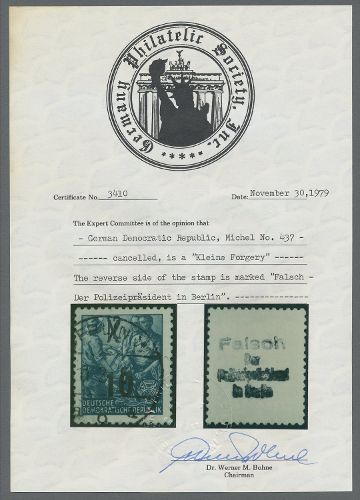 Germany Philatelic Society, Inc.
Certificate No. 3410
Date: November 30,1979
The Expert Committee is of the opinion that
- German Democratic Republic, Michel No. 437 -
------ cancelled, is a "Kleine Forgery" ------
The reverse side of the stamp is marked "Falsch -
Der Polizeipräsident in Berlin". ------
10
DEUTSCHE
DEMOKRATISCHE REPUBLIK
Falsch
Der
Polizeipräsident
in Berlin
Dr. Werner M. Bohne
Chairman